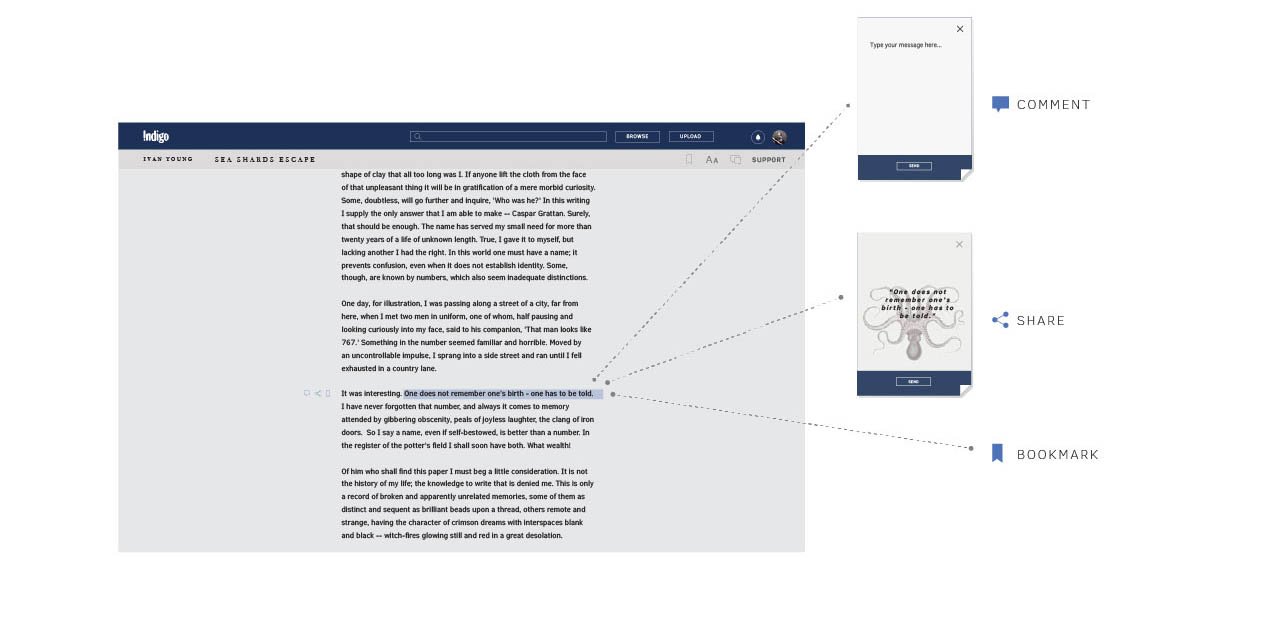 Indigo
BROWSE
UPLOAD
IVAN YOUNG
SEA SHARDS ESCAPE
AA
SUPPORT
shape of clay that all too long was I. If anyone lift the cloth from the face
of that unpleasant thing it will be in gratification of a mere morbid curiosity.
Some, doubtless, will go further and inquire, 'Who was he?' In this writing
I supply the only answer that I am able to make -- Caspar Grattan. Surely,
that should be enough. The name has served my small need for more than
twenty years of a life of unknown length. True, I gave it to myself, but
lacking another I had the right. In this world one must have a name; it
prevents confusion, even when it does not establish identity. Some,
though, are known by numbers, which also seem inadequate distinctions.
One day, for illustration, I was passing along a street of a city, far from
here, when I met two men in uniform, one of whom, half pausing and
looking curiously into my face, said to his companion, 'That man looks like
767.' Something in the number seemed familiar and horrible. Moved by
an uncontrollable impulse, I sprang into a side street and ran until I fell
exhausted in a country lane.
It was interesting. One does not remember one's birth - one has to be told.
I have never forgotten that number, and always it comes to memory
attended by gibbering obscenity, peals of joyless laughter, the clang of iron
doors. So I say a name, even if self-bestowed, is better than a number. In
the register of the potter's field I shall soon have both. What wealth!
Of him who shall find this paper I must beg a little consideration. It is not
the history of my life; the knowledge to write that is denied me. This is only
a record of broken and apparently unrelated memories, some of them as
distinct and sequent as brilliant beads upon a thread, others remote and
strange, having the character of crimson dreams with interspaces blank
and black -- witch-fires glowing still and red in a great desolation.
Type your message here...
SEND
COMMENT
"One does not
remember one's
birth - one has to
be told."
SEND
SHARE
BOOKMARK